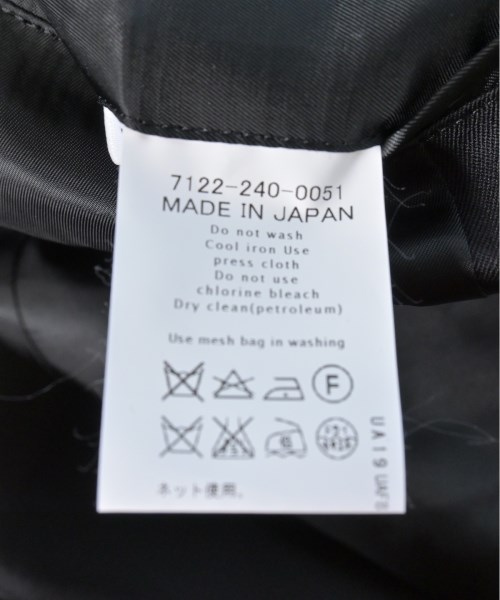 7122-240-0051
MADE IN JAPAN
Do not wash
Cool iron Use
press cloth
Do not use
chlorine bleach
Dry clean(petroleum)
Use mesh bag in washing
F
ネット使用。
UA19